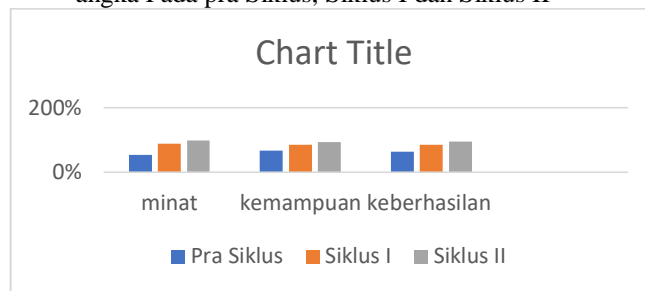 angka Pada pra Siklus, Siklus I dan Siklus II
Chart Title
200%
0%
minat kemampuan keberhasilan
Pra Siklus Siklus I Siklus II